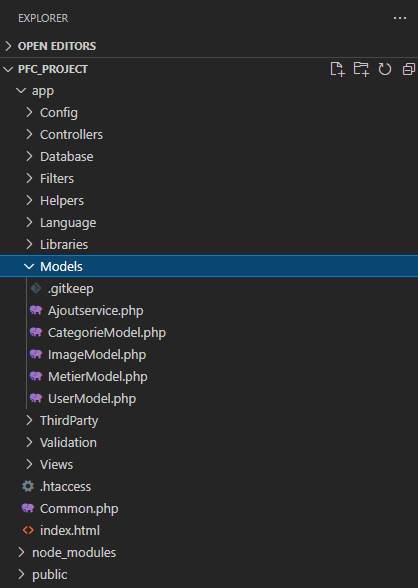 EXPLORER
OPEN EDITORS
PFC_PROJECT
app
Config
Controllers
Database
Filters
Helpers
Language
Libraries
Models
.gitkeep
Ajoutservice.php
CategorieModel.php
ImageModel.php
MetierModel.php
UserModel.php
ThirdParty
Validation
Views
.htaccess
Common.php
index.html
node_modules
public